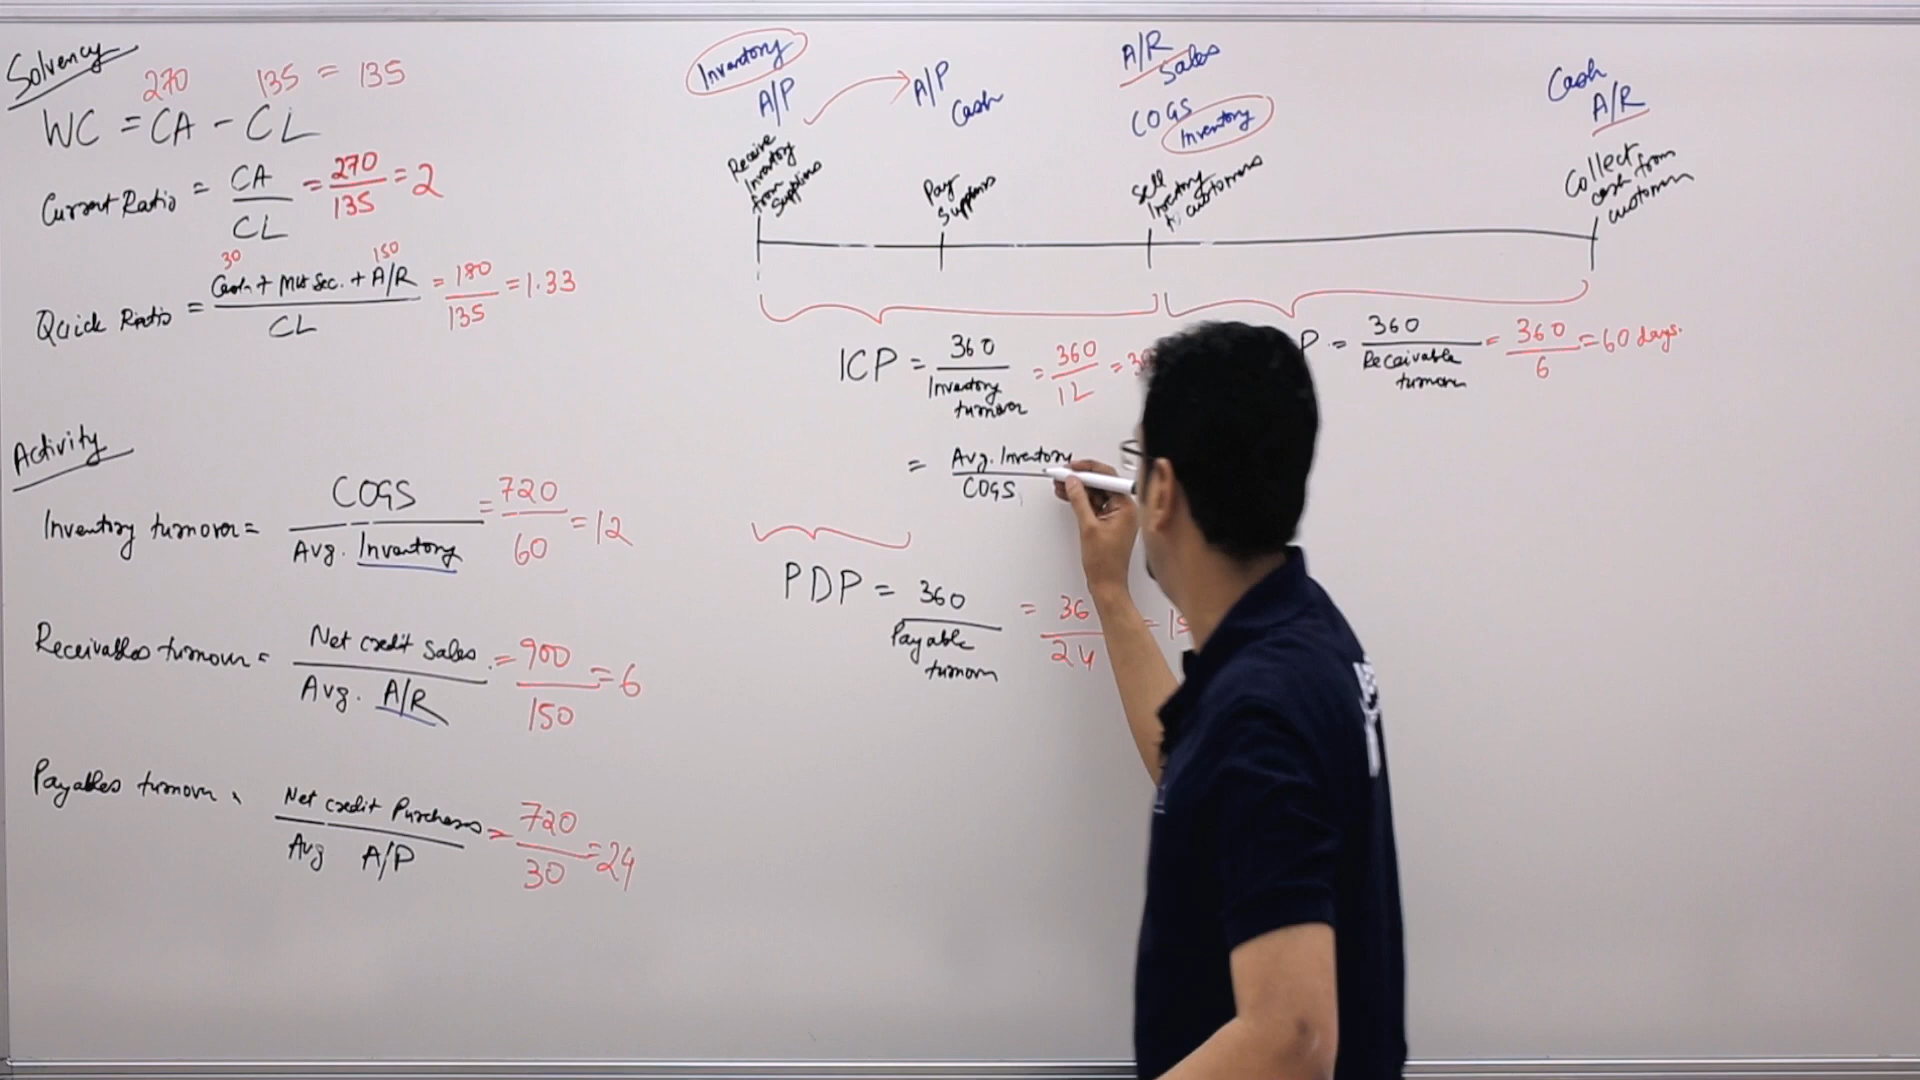 Solvency
270 135 = 135
WC = CA - CL
Current Ratio = CA / CL = 270 / 135 = 2
30 150
Quick Ratio = Cash + Mkt Sec. + A/R / CL = 180 / 135 = 1.33
Activity
Inventory turnover = COGS / Avg. Inventory = 720 / 60 = 12
Receivables turnover = Net credit sales / Avg. A/R = 900 / 150 = 6
Payables turnover = Net credit Purchases / Avg A/P = 720 / 30 = 24
Inventory
A/P
Receive
Inventory
from
suppliers
A/P
Cash
Pay
Suppliers
A/R
Sales
COGS
Inventory
Sell
Inventory
to customers
Cash
A/R
Collect
cash from
customers
ICP = 360 / Inventory turnover = 360 / 12 =
= Avg. Inventory / COGS
P = 360 / Receivable turnover = 360 / 6 = 60 days.
PDP = 360 / Payable turnover = 36 / 24 =